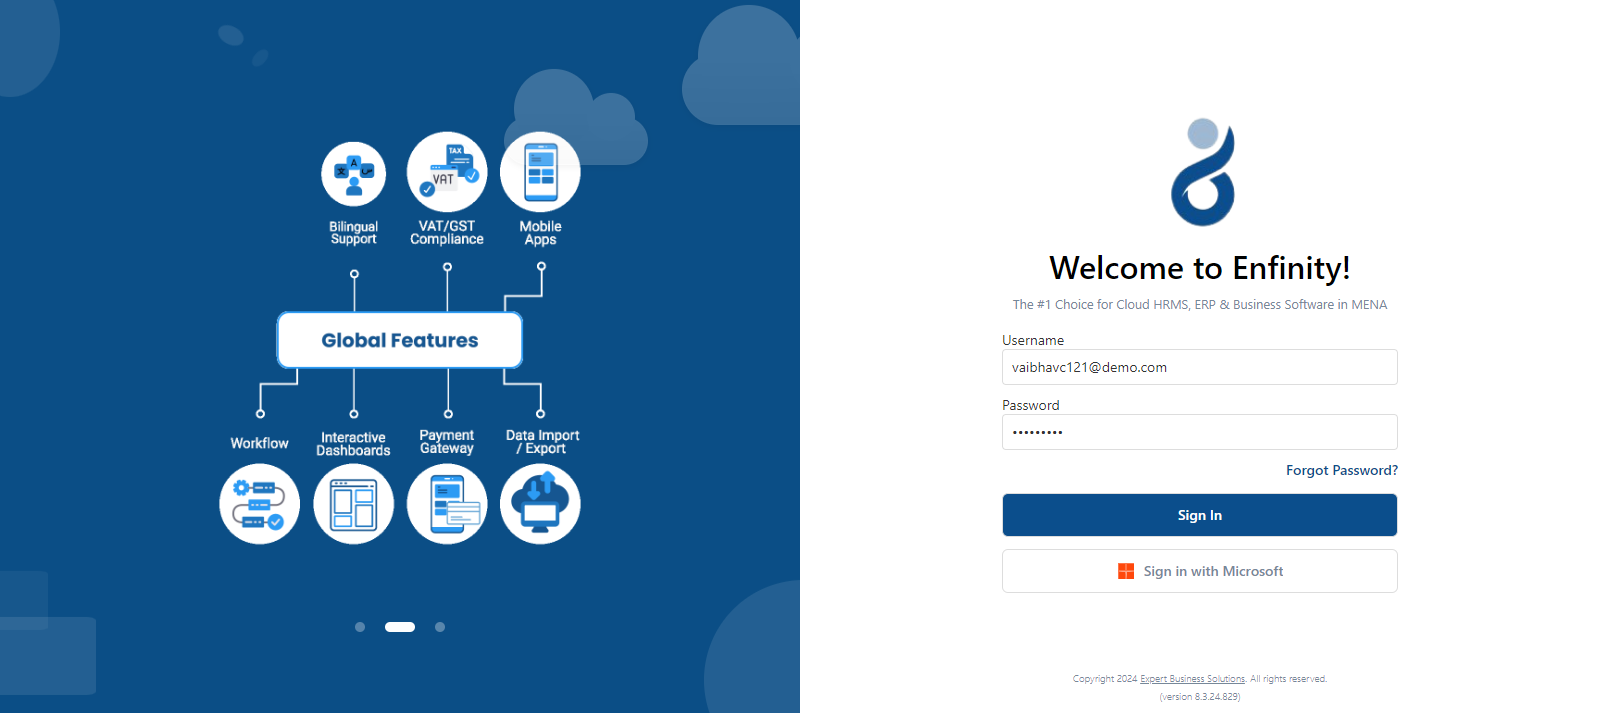 Bilingual
Support
TAX
VAT
VAT/GST
Compliance
Mobile
Apps
Global Features
Workflow
Interactive
Dashboards
Payment
Gateway
Data Import
/ Export
Welcome to Enfinity!
The #1 Choice for Cloud HRMS, ERP & Business Software in MENA
Username
vaibhavc121@demo.com
Password
•••••••••
Forgot Password?
Sign In
Sign in with Microsoft
Copyright 2024 Expert Business Solutions. All rights reserved.
(version 8.3.24.829)